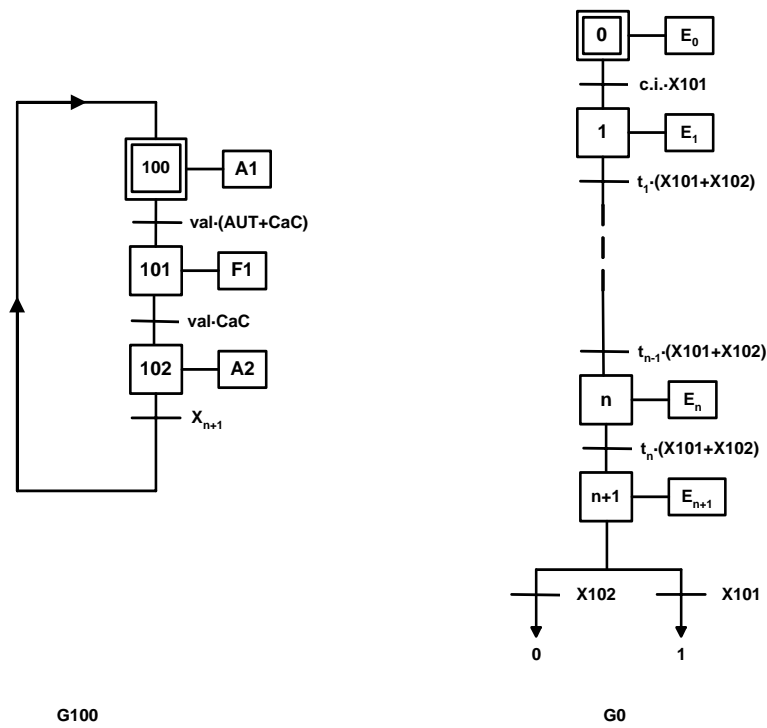 100
A1
val·(AUT+CaC)
101
F1
val·CaC
102
A2
Xn+1
G100
0
E0
c.i.·X101
1
E1
t1·(X101+X102)
tn-1·(X101+X102)
n
En
tn·(X101+X102)
n+1
En+1
X102
X101
0
1
G0